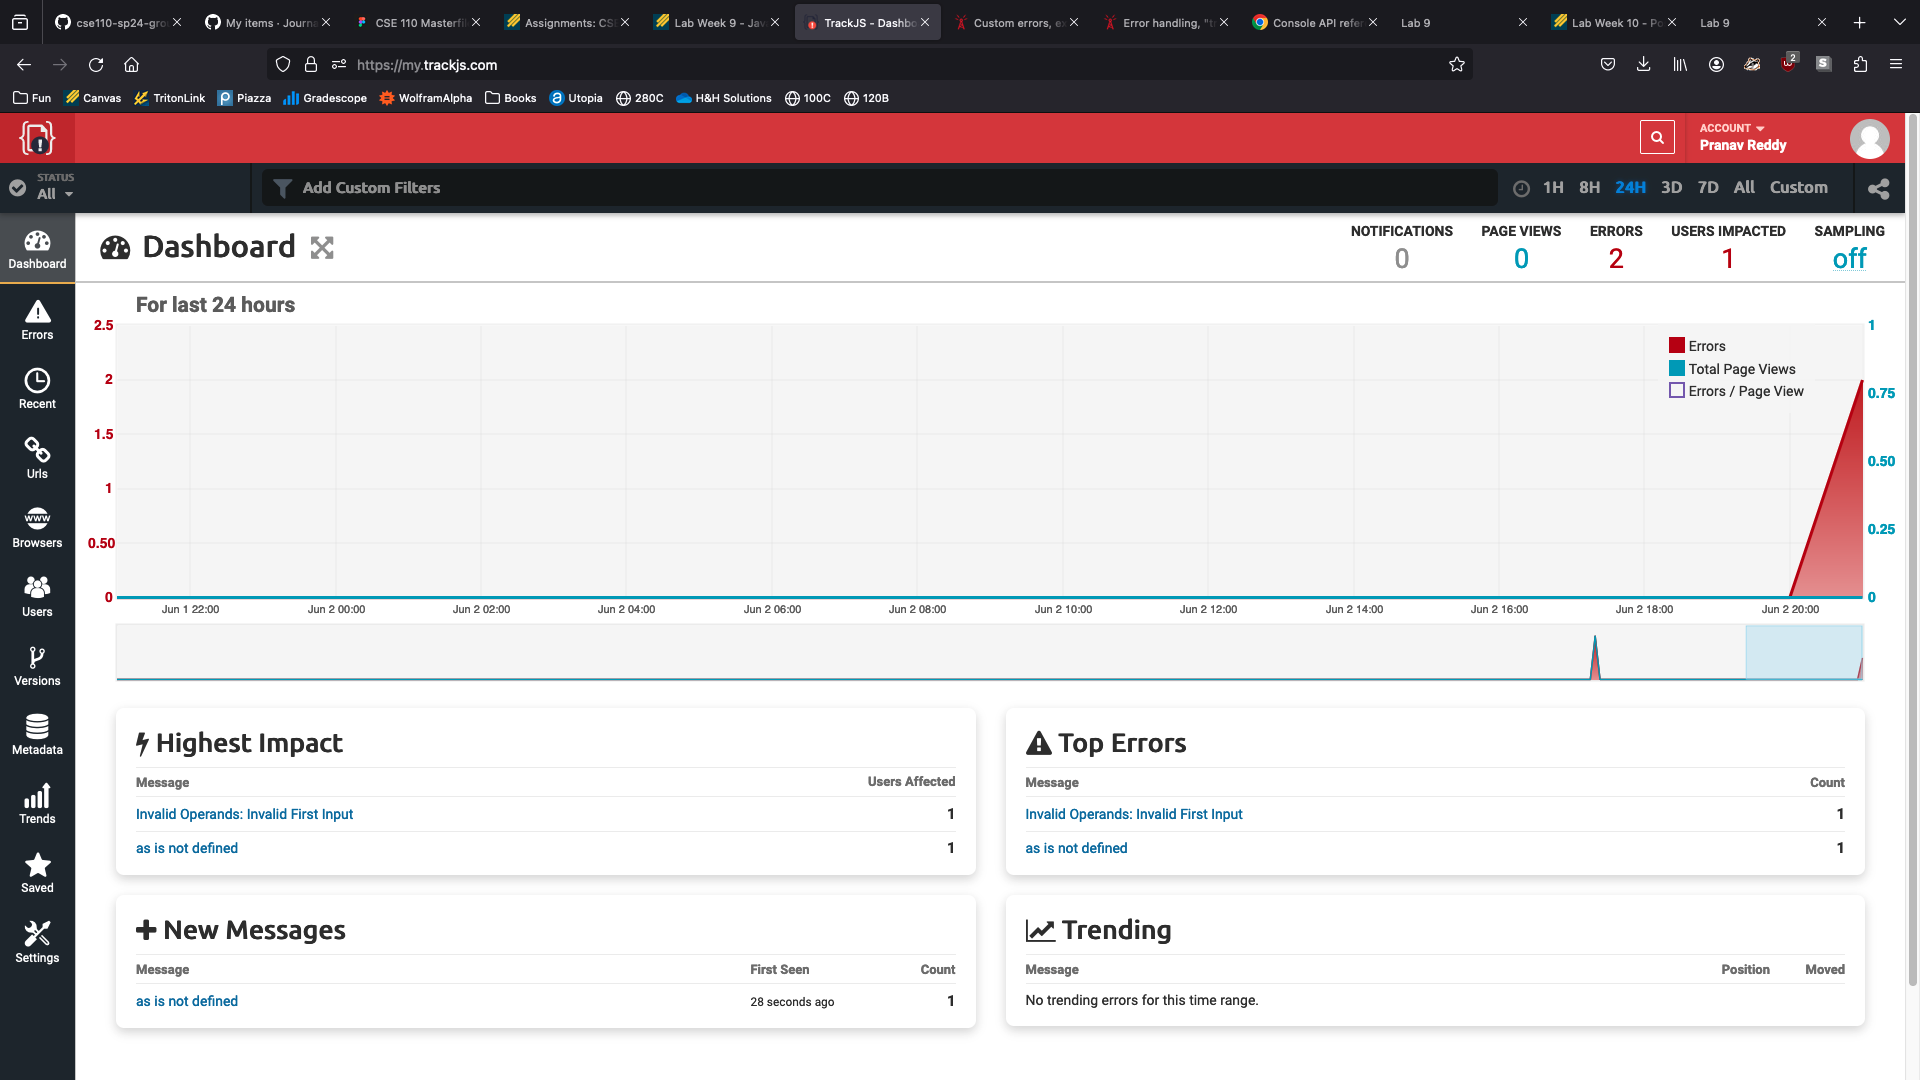 cse110-sp24-gro
My items · Journa
CSE 110 Masterfi
Assignments: CS
Lab Week 9 - Jav
TrackJS - Dashbo
Custom errors, e
Error handling, "t
Console API refer
Lab 9
Lab Week 10 - Po
Lab 9
https://my.trackjs.com
2
S
Fun
Canvas
TritonLink
Piazza
Gradescope
WolframAlpha
Books
Utopia
280C
H&H Solutions
100C
120B
ACCOUNT
Pranav Reddy
STATUS
All
Add Custom Filters
1H 8H 24H 3D 7D All Custom
Dashboard
Errors
Recent
Urls
www
Browsers
Users
Versions
Metadata
Trends
Saved
Settings
Dashboard
NOTIFICATIONS
0
PAGE VIEWS
0
ERRORS
2
USERS IMPACTED
1
SAMPLING
off
For last 24 hours
2.5
2
1.5
1
0.50
0
1
0.75
0.50
0.25
0
Errors
Total Page Views
Errors / Page View
Jun 1 22:00 Jun 2 00:00 Jun 2 02:00 Jun 2 04:00 Jun 2 06:00 Jun 2 08:00 Jun 2 10:00 Jun 2 12:00 Jun 2 14:00 Jun 2 16:00 Jun 2 18:00 Jun 2 20:00
Highest Impact
Message Users Affected
Invalid Operands: Invalid First Input 1
as is not defined 1
Top Errors
Message Count
Invalid Operands: Invalid First Input 1
as is not defined 1
New Messages
Message First Seen Count
as is not defined 28 seconds ago 1
Trending
Message Position Moved
No trending errors for this time range.